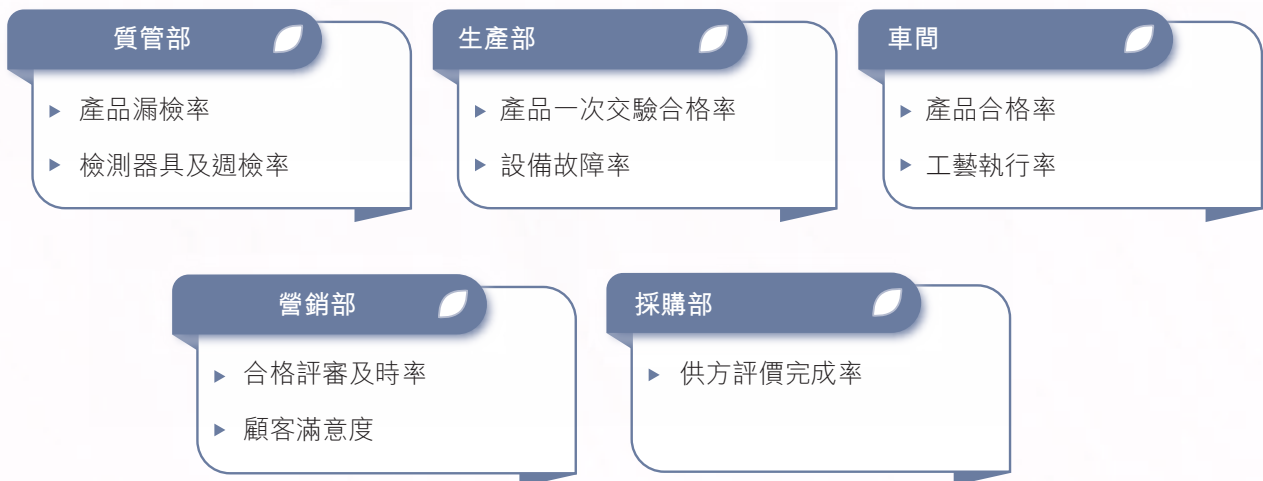 質管部
產品漏檢率
檢測器具及週檢率
生產部
產品一次交驗合格率
設備故障率
車間
產品合格率
工藝執行率
營銷部
合格評審及時率
顧客滿意度
採購部
供方評價完成率